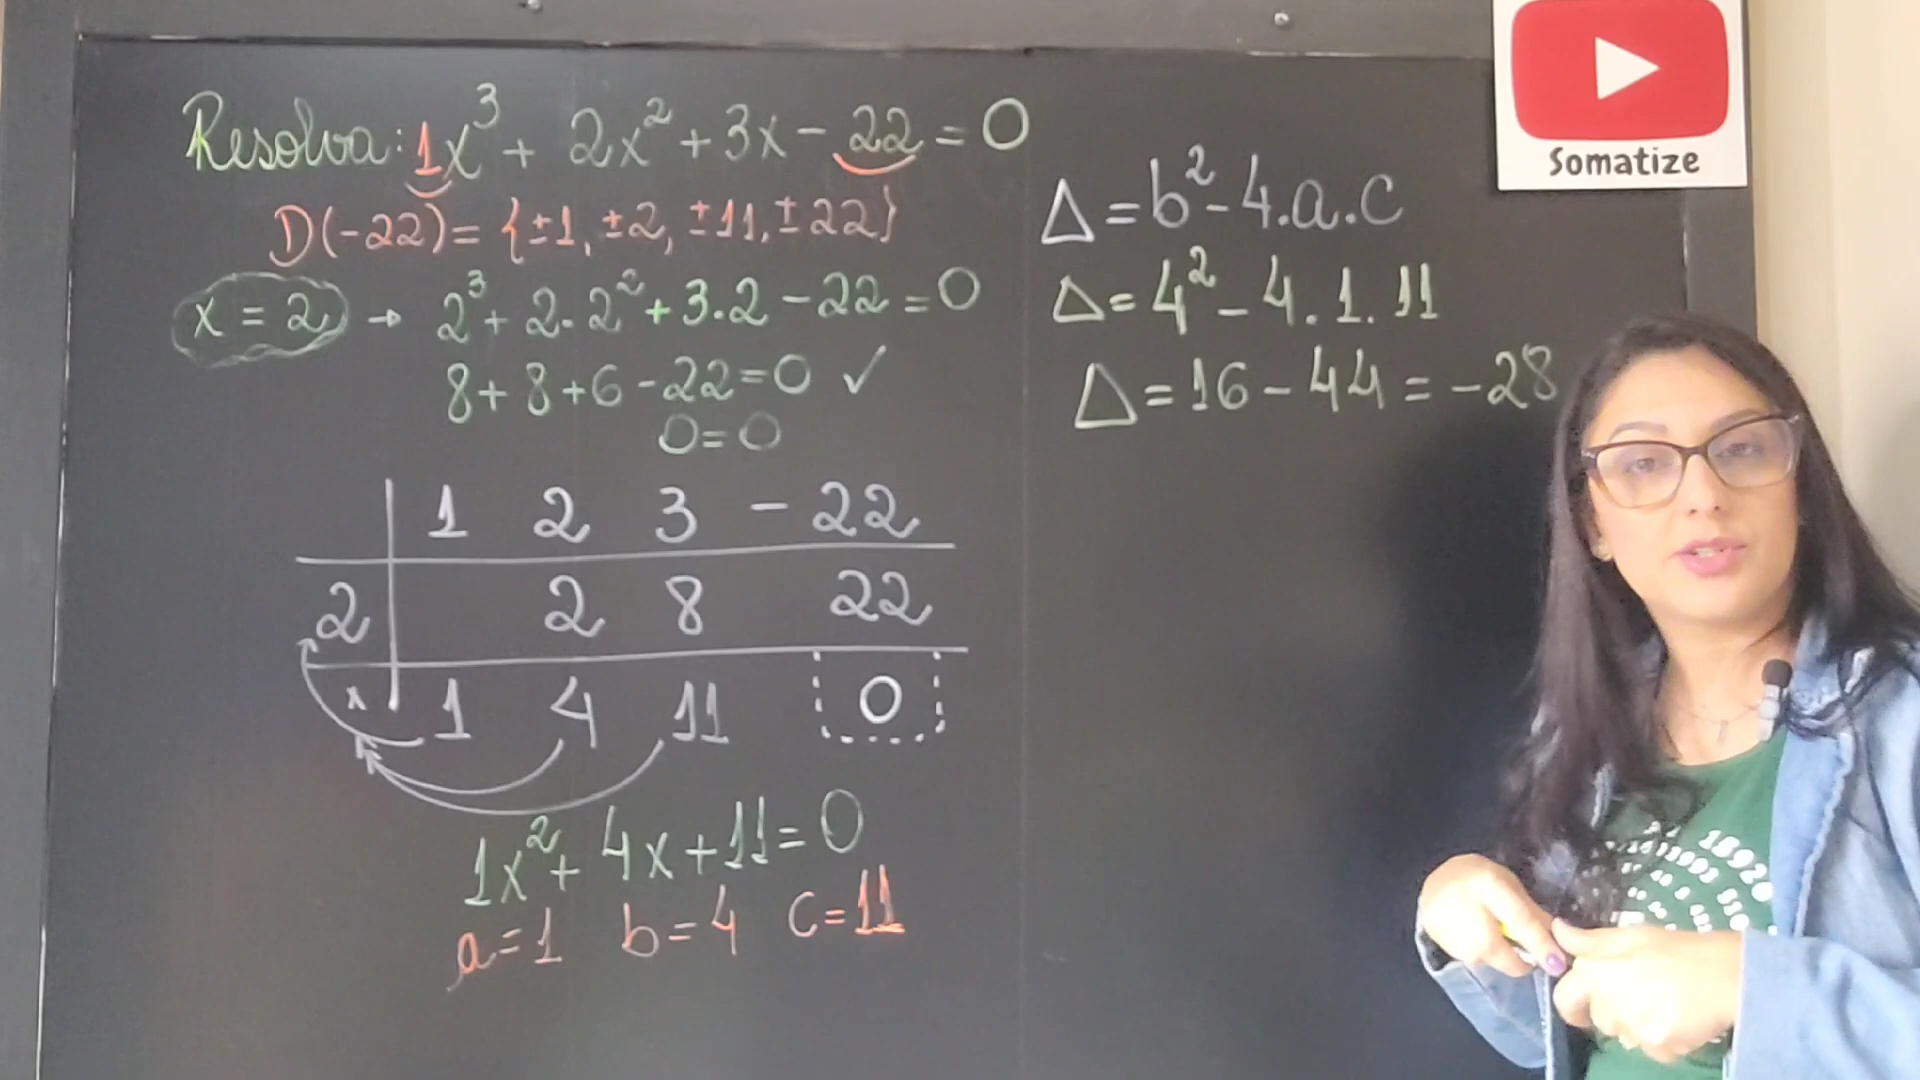 Resolva: 1x³ + 2x² + 3x - 22 = 0
D(-22) = {±1, ±2, ±11, ±22}
x = 2 → 2³ + 2.2² + 3.2 - 22 = 0
8 + 8 + 6 - 22 = 0 ✓
0 = 0
1 2 3 -22
2 2 8 22
x 1 4 11 0
1x² + 4x + 11 = 0
a = 1 b = 4 c = 11
Δ = b² - 4.a.c
Δ = 4² - 4.1.11
Δ = 16 - 44 = -28
Somatize